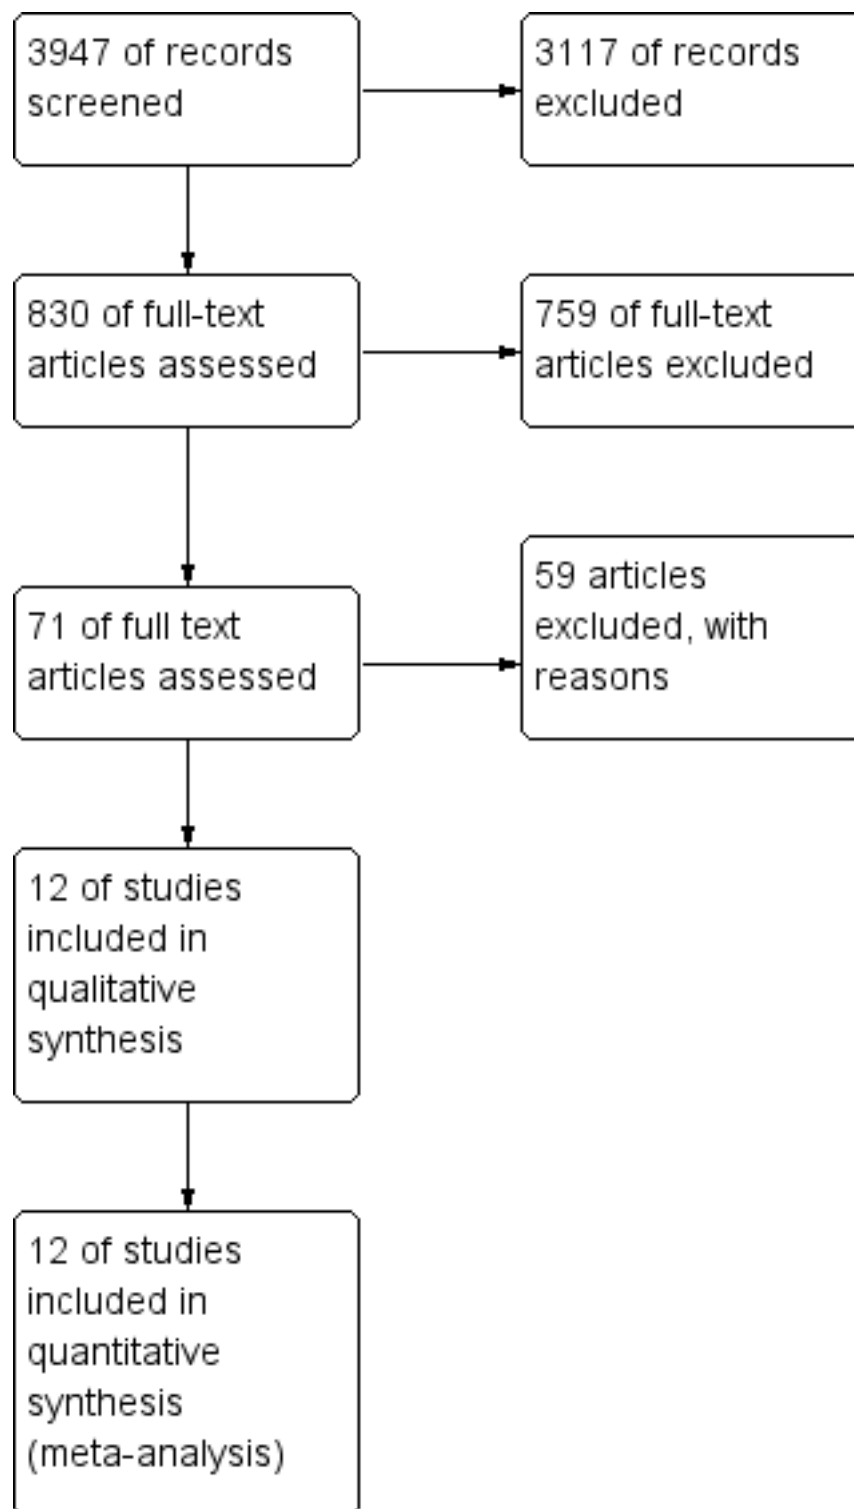 3947 of records
screened
3117 of records
excluded
830 of full-text
articles assessed
759 of full-text
articles excluded
71 of full text
articles assessed
59 articles
excluded, with
reasons
12 of studies
included in
qualitative
synthesis
12 of studies
included in
quantitative
synthesis
(meta-analysis)